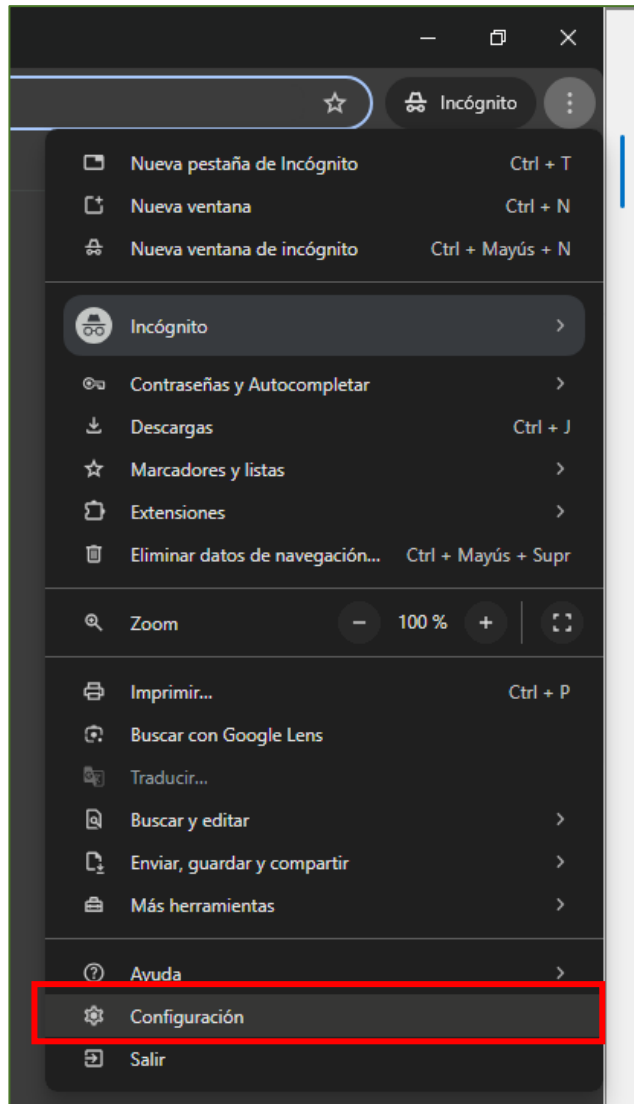 Incógnito
Nueva pestaña de Incógnito Ctrl + T
Nueva ventana Ctrl + N
Nueva ventana de incógnito Ctrl + Mayús + N
Incógnito
Contraseñas y Autocompletar
Descargas Ctrl + J
Marcadores y listas
Extensiones
Eliminar datos de navegación... Ctrl + Mayús + Supr
Zoom − 100 % +
Imprimir... Ctrl + P
Buscar con Google Lens
Traducir...
Buscar y editar
Enviar, guardar y compartir
Más herramientas
Ayuda
Configuración
Salir